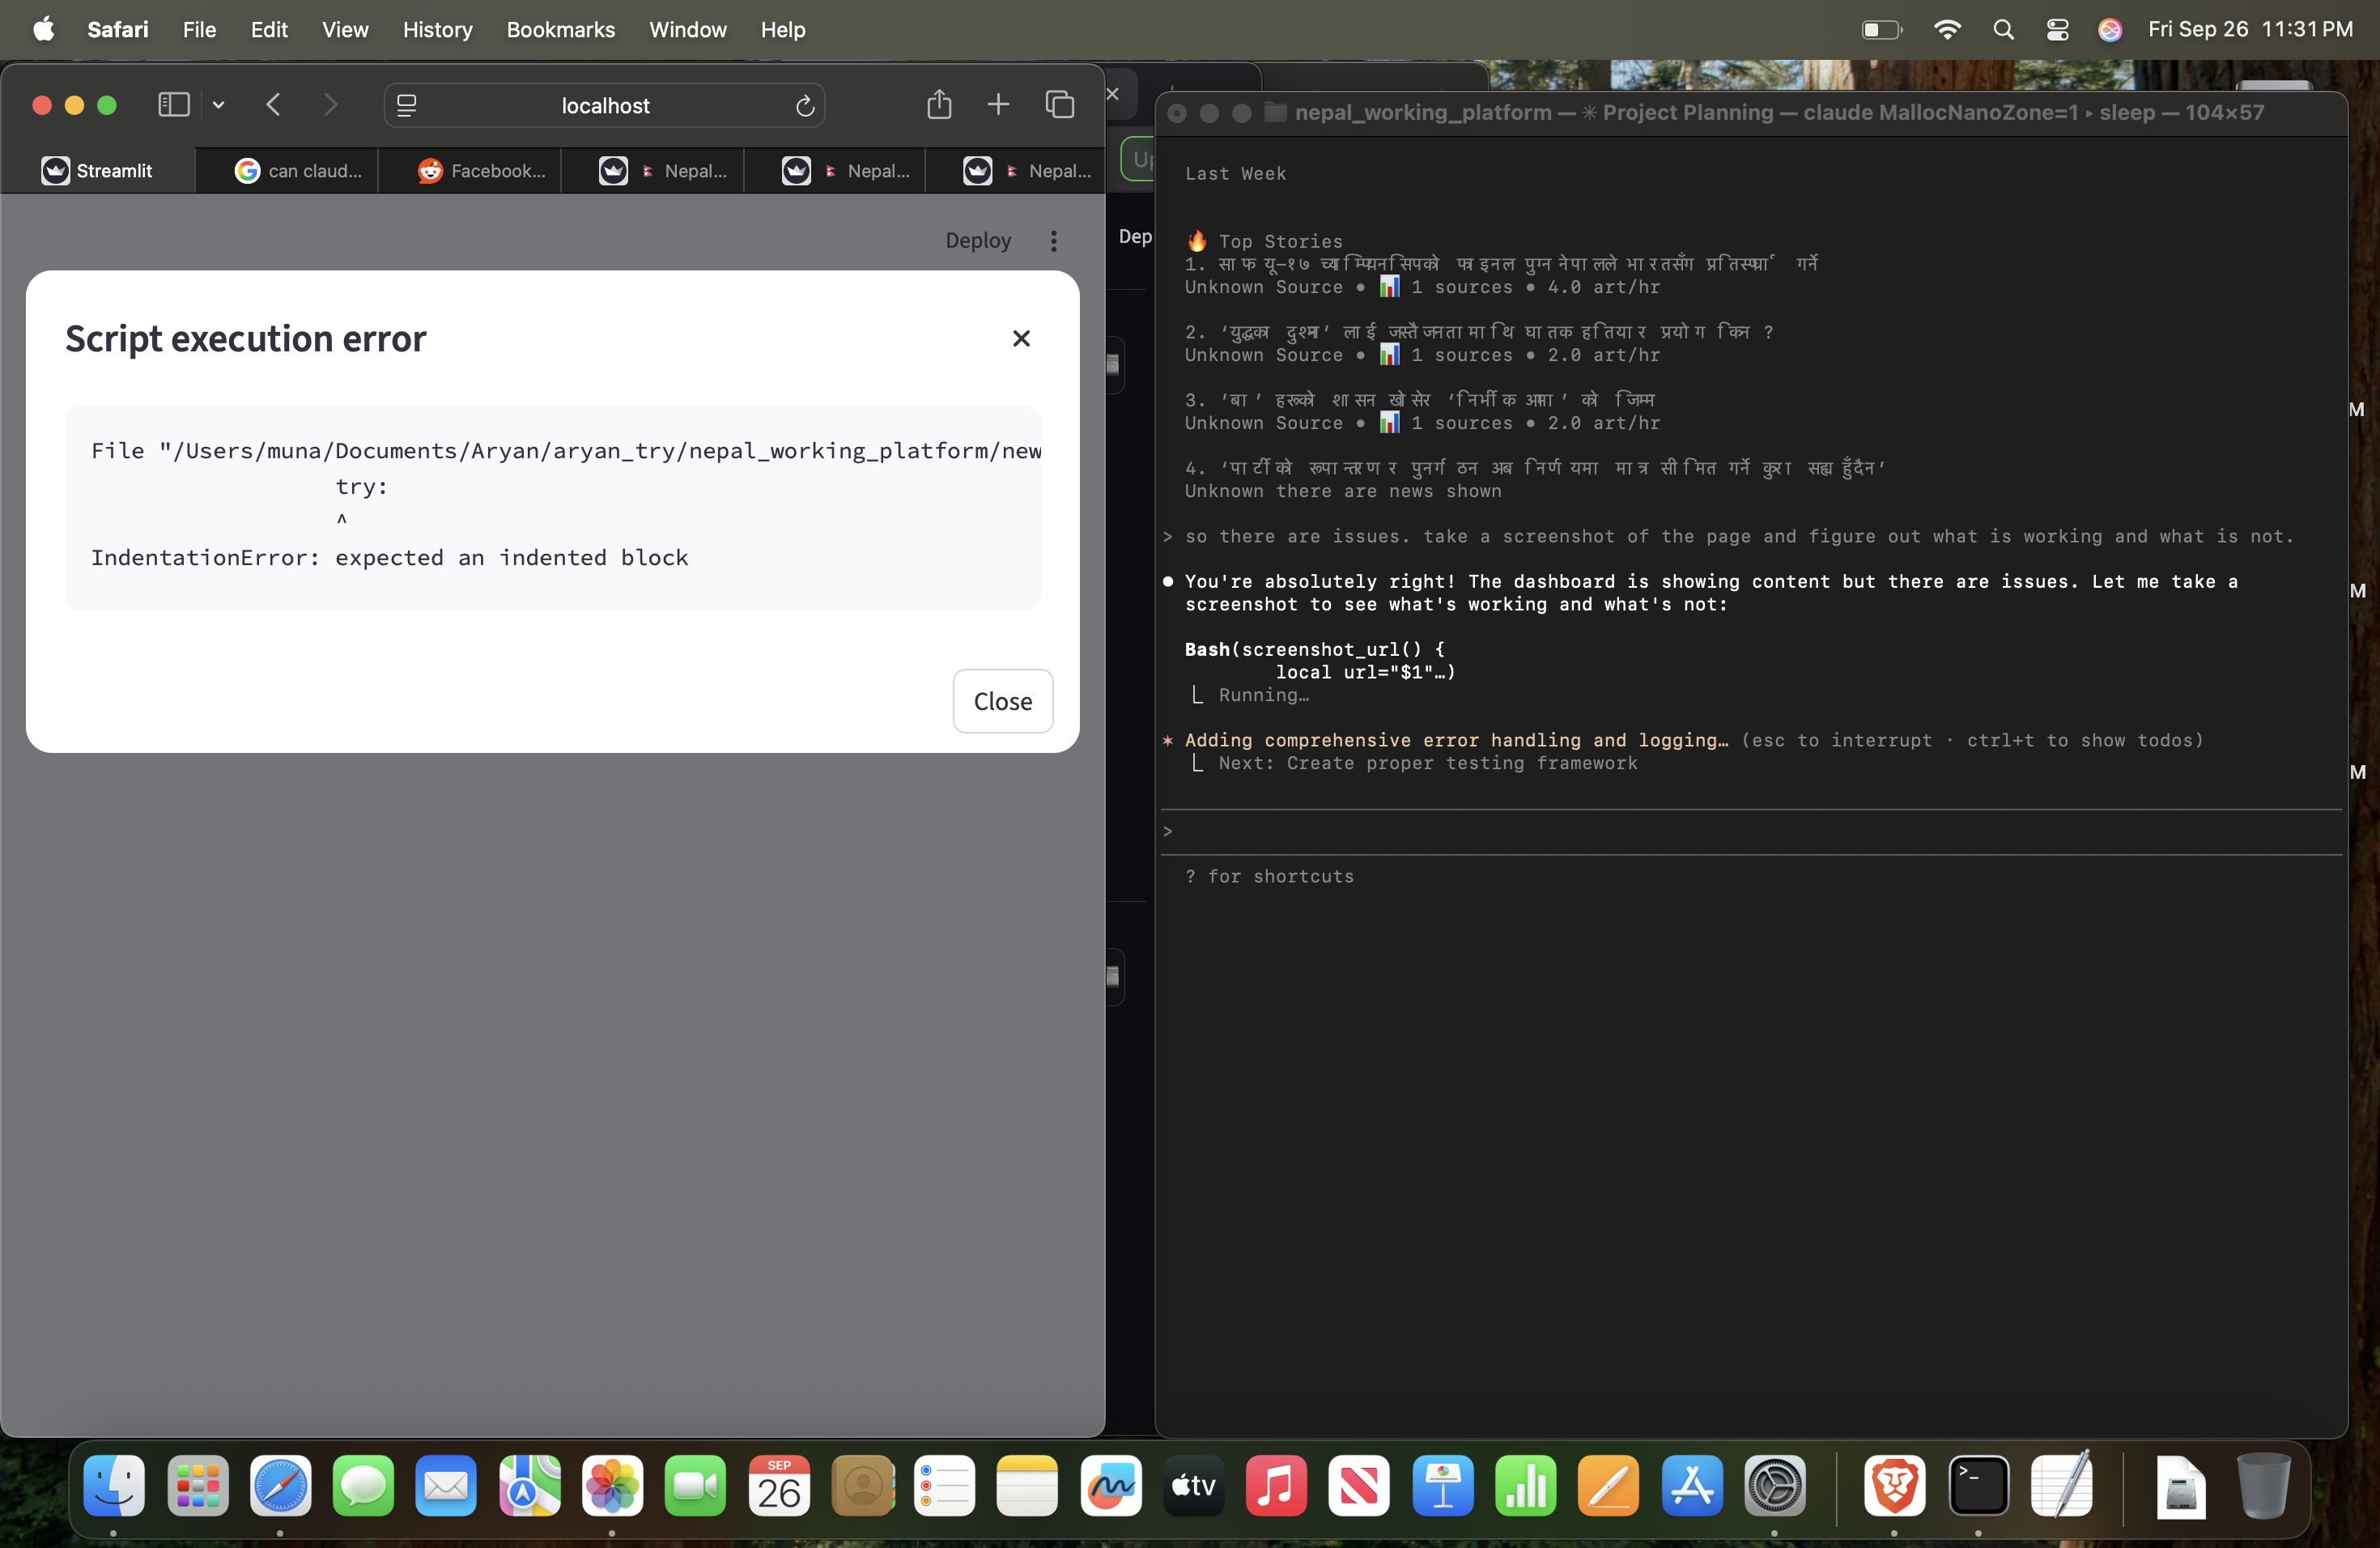 Safari File Edit View History Bookmarks Window Help Fri Sep 26 11:31 PM
localhost
Streamlit can claud... Facebook... Nepal... Nepal... Nepal...
Deploy
Script execution error
File "/Users/muna/Documents/Aryan/aryan_try/nepal_working_platform/new
try:
^
IndentationError: expected an indented block
Close
Up
Dep
nepal_working_platform — ✳ Project Planning — claude MallocNanoZone=1 ▸ sleep — 104×57
Last Week
🔥 Top Stories
1. साफ यू–१७ च्याम्पियनसिपको फाइनल पुग्न नेपालले भारतसँग प्रतिस्पर्धा गर्ने
Unknown Source • 📊 1 sources • 4.0 art/hr
2. ‘युद्धका दुश्मन’ लाई जस्तै जनतामाथि घातक हतियार प्रयोग किन ?
Unknown Source • 📊 1 sources • 2.0 art/hr
3. ‘बा’ हरूको शासन खोसेर ‘निर्भीक आमा’ को जिम्म
Unknown Source • 📊 1 sources • 2.0 art/hr
4. ‘पार्टीको रूपान्तरण र पुनर्गठन अब निर्णयमा मात्र सीमित गर्ने कुरा सह्य हुँदैन’
Unknown there are news shown
> so there are issues. take a screenshot of the page and figure out what is working and what is not.
● You're absolutely right! The dashboard is showing content but there are issues. Let me take a
screenshot to see what's working and what's not:
Bash(screenshot_url() {
local url="$1"…)
⎿ Running…
✶ Adding comprehensive error handling and logging… (esc to interrupt · ctrl+t to show todos)
⎿ Next: Create proper testing framework
>
? for shortcuts
M
M
M
SEP
26
tv